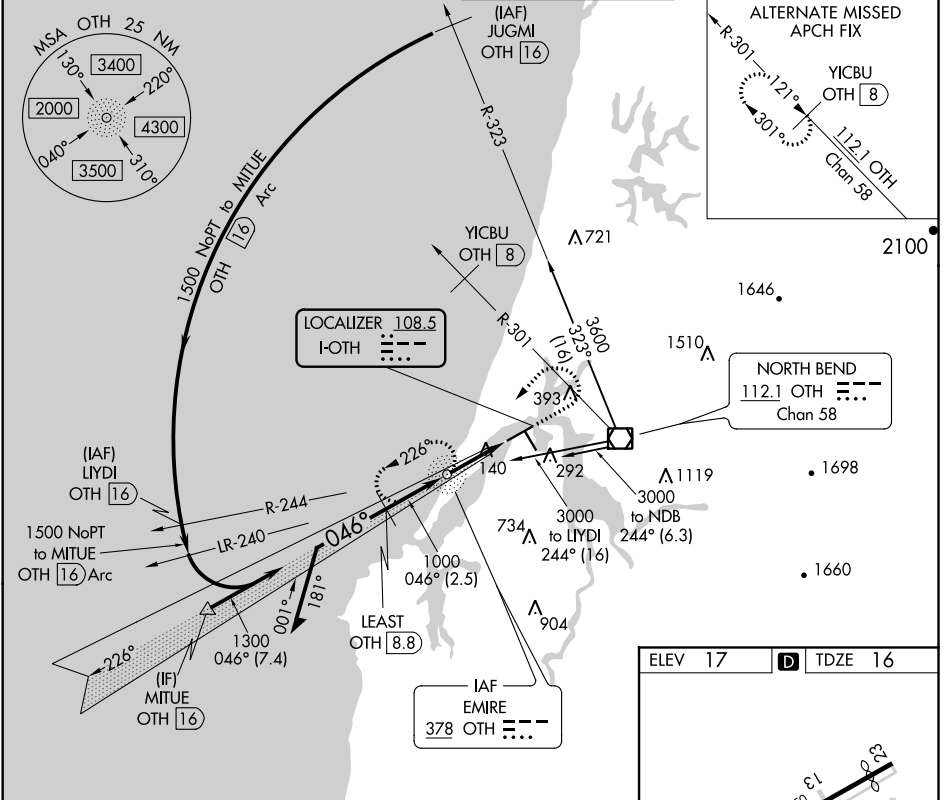 MSA OTH 25 NM
130°
3400
220°
2000
4300
040°
3500
310°
(IAF)
JUGMI
OTH 16
R-323
1500 NoPT to MITUE
OTH 16 Arc
ALTERNATE MISSED
APCH FIX
R-301
121°
301°
YICBU
OTH 8
112.1 OTH
Chan 58
2100
721
YICBU
OTH 8
1646
LOCALIZER 108.5
I-OTH
R-301
3600
323°
(16)
1510
393
NORTH BEND
112.1 OTH
Chan 58
(IAF)
LIYDI
OTH 16
226°
140
292
1119
1698
R-244
3000
to NDB
244° (6.3)
1500 NoPT
to MITUE
OTH 16 Arc
LR-240
046°
734
3000
to LIYDI
244° (16)
1000
046° (2.5)
1660
001°
181°
LEAST
OTH 8.8
904
1300
046° (7.4)
226°
(IF)
MITUE
OTH 16
IAF
EMIRE
378 OTH
ELEV 17 D TDZE 16
23
13